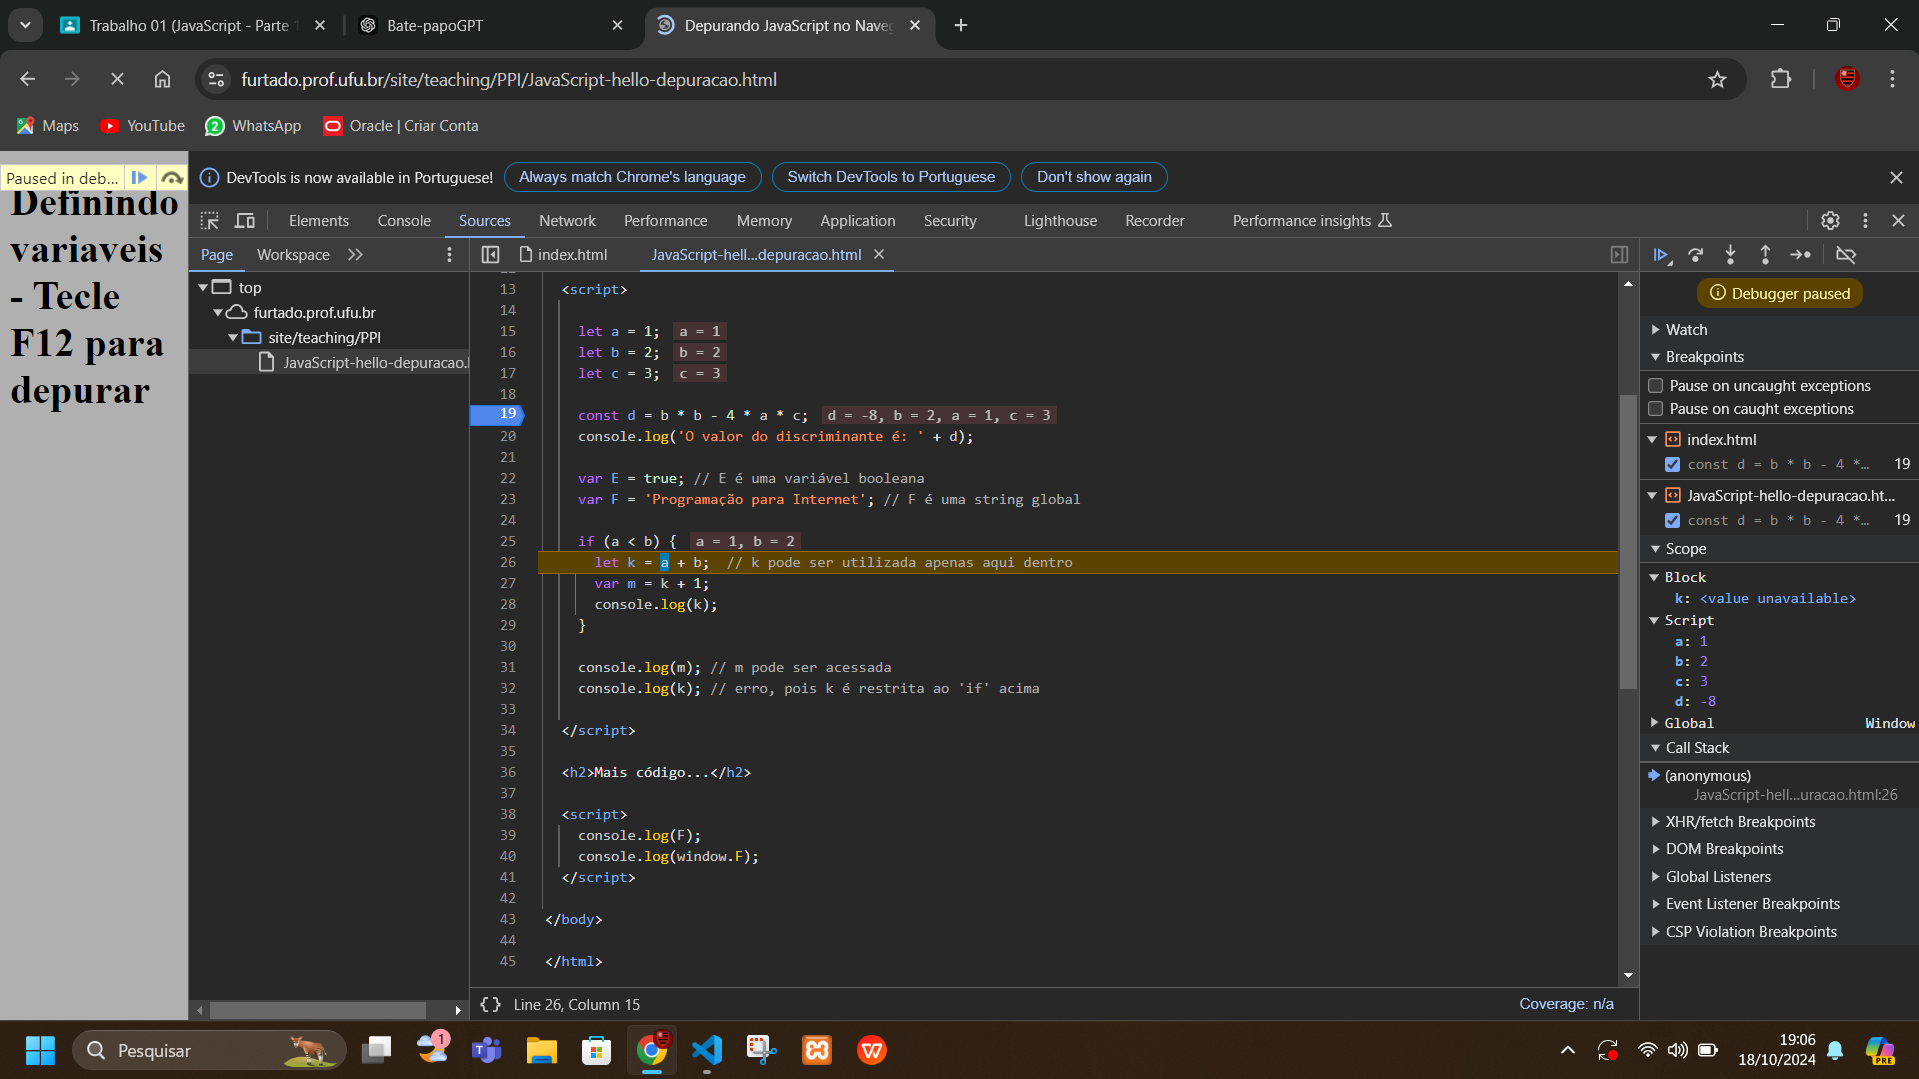 Trabalho 01 (JavaScript - Parte 1
Bate-papoGPT
Depurando JavaScript no Nave
furtado.prof.ufu.br/site/teaching/PPI/JavaScript-hello-depuracao.html
Maps YouTube WhatsApp Oracle | Criar Conta
Paused in deb...
Definindo
variaveis
- Tecle
F12 para
depurar
DevTools is now available in Portuguese! Always match Chrome's language Switch DevTools to Portuguese Don't show again
Elements Console Sources Network Performance Memory Application Security Lighthouse Recorder Performance insights
Page Workspace
top
furtado.prof.ufu.br
site/teaching/PPI
JavaScript-hello-depuracao.
index.html JavaScript-hell...depuracao.html
13 <script>
14
15 let a = 1; a = 1
16 let b = 2; b = 2
17 let c = 3; c = 3
18
19 const d = b * b - 4 * a * c; d = -8, b = 2, a = 1, c = 3
20 console.log('O valor do discriminante é: ' + d);
21
22 var E = true; // E é uma variável booleana
23 var F = 'Programação para Internet'; // F é uma string global
24
25 if (a < b) { a = 1, b = 2
26 let k = a + b; // k pode ser utilizada apenas aqui dentro
27 var m = k + 1;
28 console.log(k);
29 }
30
31 console.log(m); // m pode ser acessada
32 console.log(k); // erro, pois k é restrita ao 'if' acima
33
34 </script>
35
36 <h2>Mais código...</h2>
37
38 <script>
39 console.log(F);
40 console.log(window.F);
41 </script>
42
43 </body>
44
45 </html>
{} Line 26, Column 15
Coverage: n/a
Debugger paused
Watch
Breakpoints
Pause on uncaught exceptions
Pause on caught exceptions
index.html
const d = b * b - 4 *… 19
JavaScript-hello-depuracao.ht...
const d = b * b - 4 *… 19
Scope
Block
k: <value unavailable>
Script
a: 1
b: 2
c: 3
d: -8
Global Window
Call Stack
(anonymous)
JavaScript-hell...uracao.html:26
XHR/fetch Breakpoints
DOM Breakpoints
Global Listeners
Event Listener Breakpoints
CSP Violation Breakpoints
Pesquisar
1
19:06
18/10/2024
PRE